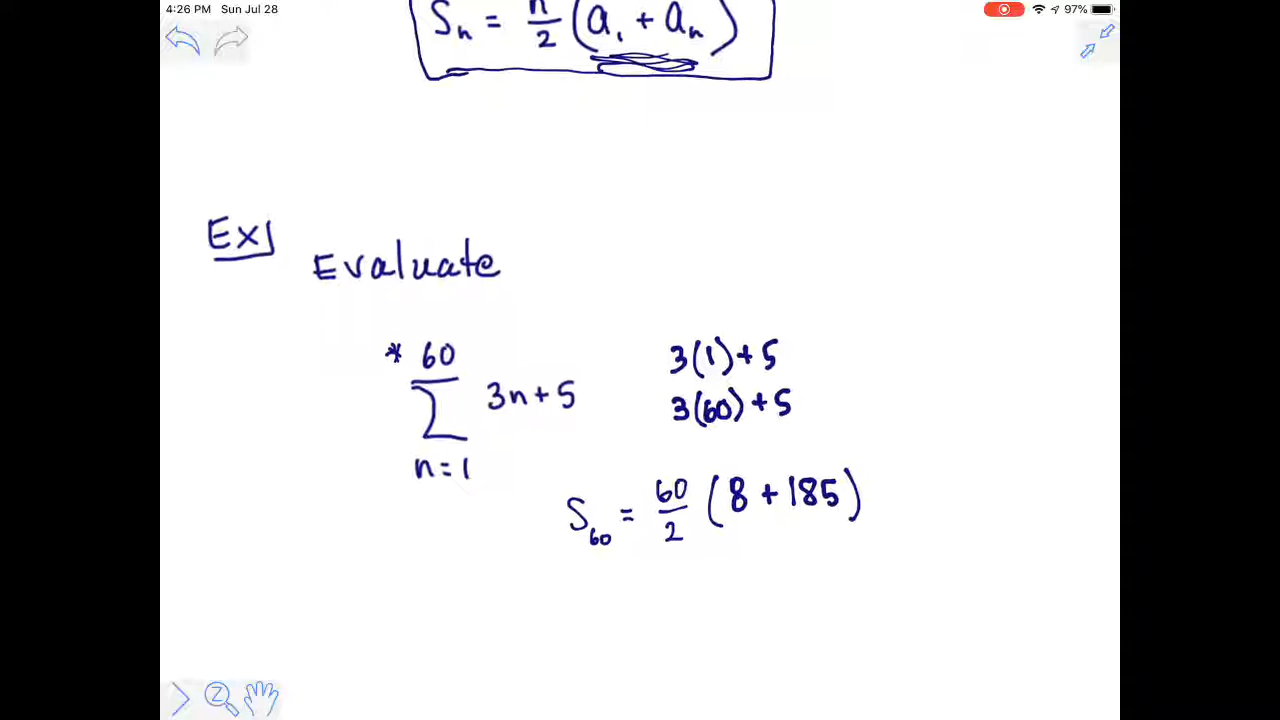 4:26 PM Sun Jul 28 97%
Sn = n/2 (a1 + an)
Ex
Evaluate
* 60
∑ 3n + 5
n = 1
3(1) + 5
3(60) + 5
S60 = 60/2 (8 + 185)
Z